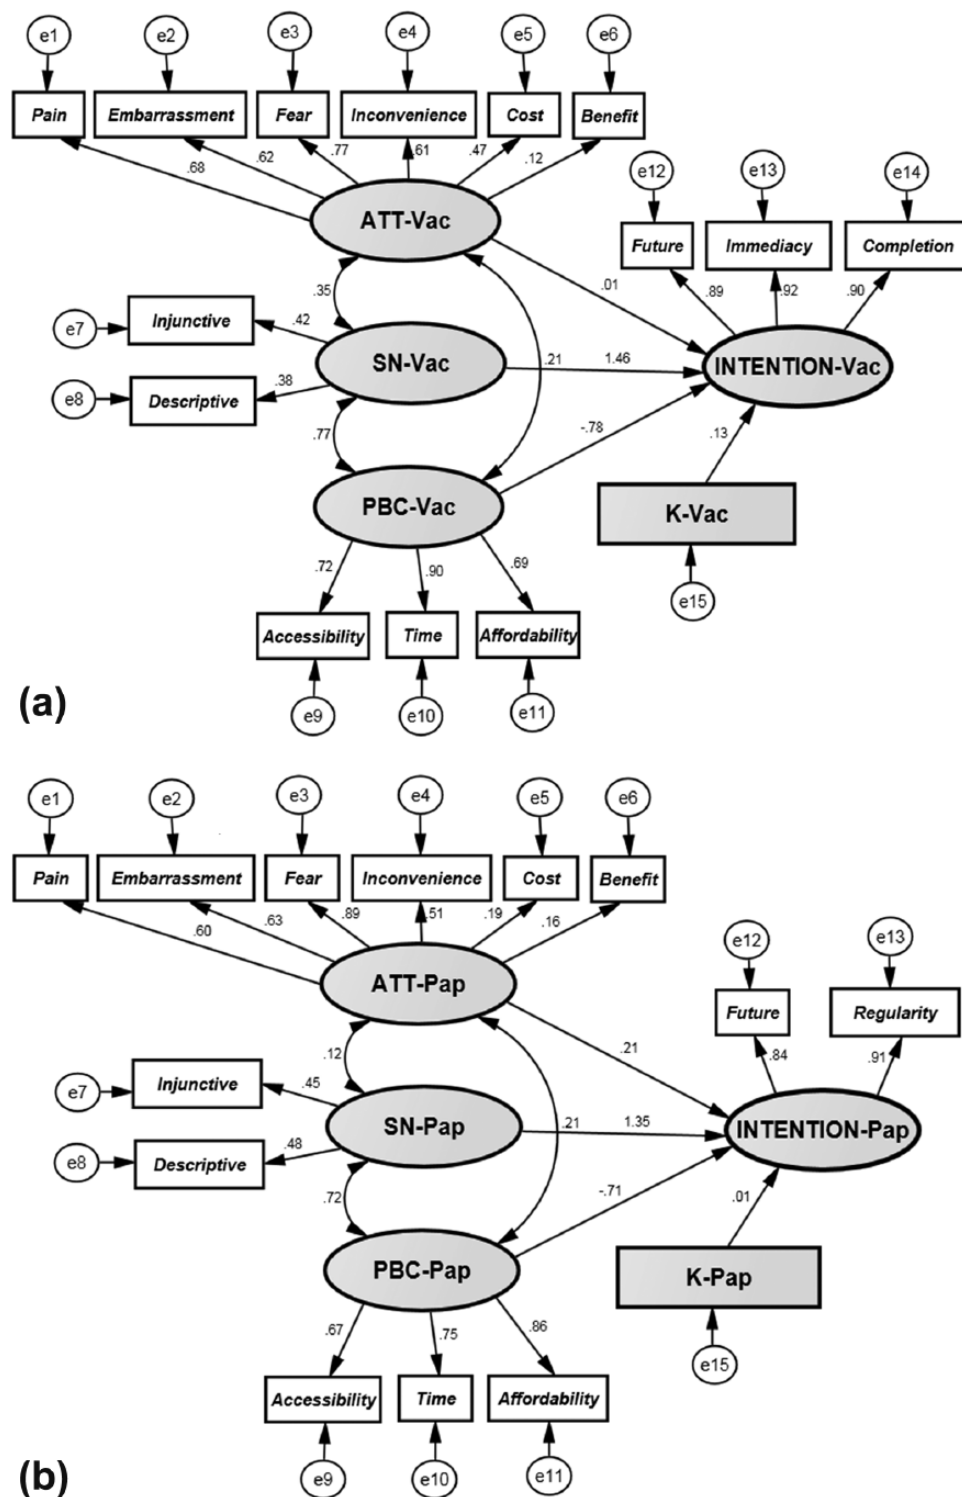 e1 e2 e3 e4 e5 e6
Pain Embarrassment Fear Inconvenience Cost Benefit
.68 .62 .77 .61 .47 .12
e12 e13 e14
Future Immediacy Completion
.89 .92 .90
ATT-Vac
.01
.35
e7 Injunctive .42
SN-Vac
.21 1.46
INTENTION-Vac
e8 Descriptive .38
.77
-.78
.13
PBC-Vac
K-Vac
.72 .90 .69
e15
Accessibility Time Affordability
e9 e10 e11
(a)
e1 e2 e3 e4 e5 e6
Pain Embarrassment Fear Inconvenience Cost Benefit
.60 .63 .89 .51 .19 .16
e12 e13
Future Regularity
.84 .91
ATT-Pap
.21
.12
e7 Injunctive .45
SN-Pap
.21 1.35
INTENTION-Pap
e8 Descriptive .48
.72
-.71
.01
PBC-Pap
K-Pap
.67 .75 .86
e15
Accessibility Time Affordability
e9 e10 e11
(b)